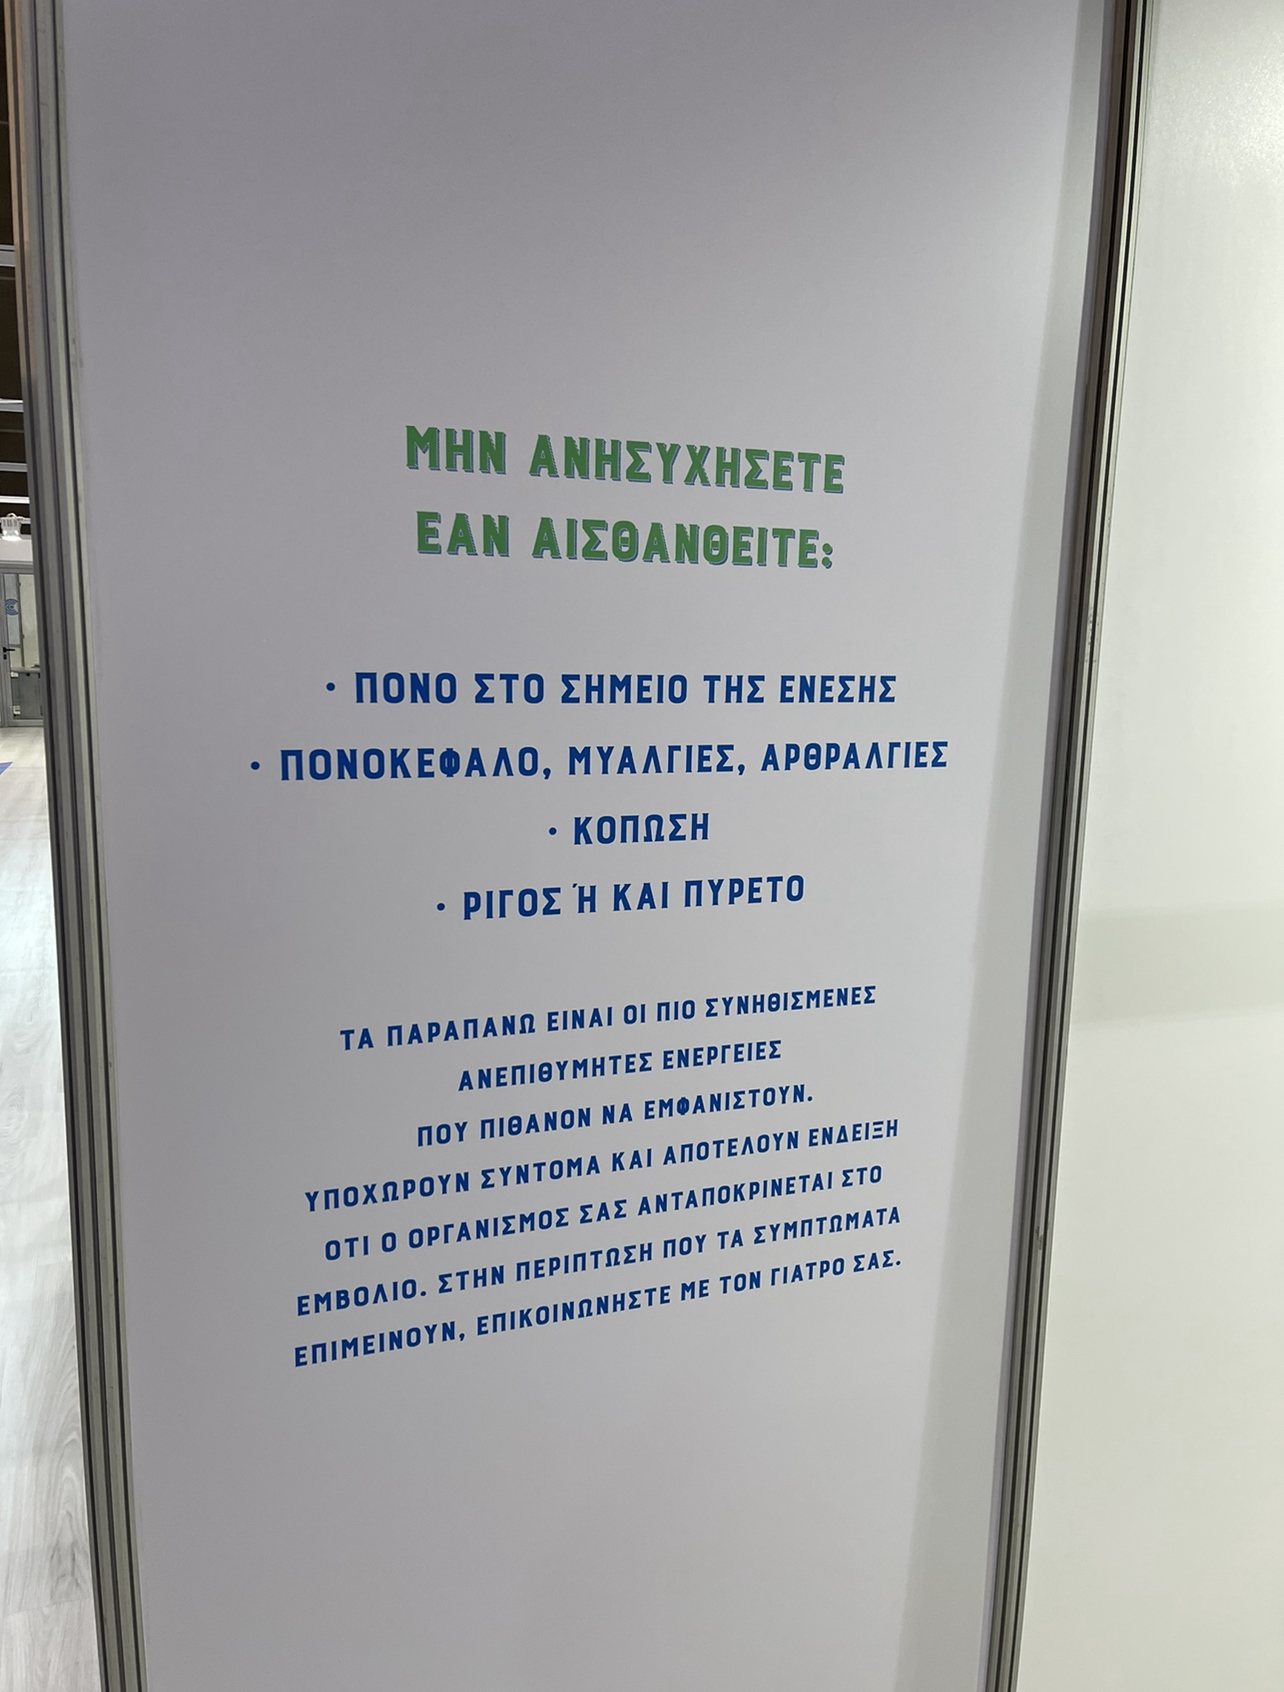 ΜΗΝ ΑΝΗΣΥΧΗΣΕΤΕ
ΕΑΝ ΑΙΣΘΑΝΘΕΙΤΕ:
• ΠΟΝΟ ΣΤΟ ΣΗΜΕΙΟ ΤΗΣ ΕΝΕΣΗΣ
• ΠΟΝΟΚΕΦΑΛΟ, ΜΥΑΛΓΙΕΣ, ΑΡΘΡΑΛΓΙΕΣ
• ΚΟΠΩΣΗ
• ΡΙΓΟΣ Ή ΚΑΙ ΠΥΡΕΤΟ
ΤΑ ΠΑΡΑΠΑΝΩ ΕΙΝΑΙ ΟΙ ΠΙΟ ΣΥΝΗΘΙΣΜΕΝΕΣ
ΑΝΕΠΙΘΥΜΗΤΕΣ ΕΝΕΡΓΕΙΕΣ
ΠΟΥ ΠΙΘΑΝΟΝ ΝΑ ΕΜΦΑΝΙΣΤΟΥΝ.
ΥΠΟΧΩΡΟΥΝ ΣΥΝΤΟΜΑ ΚΑΙ ΑΠΟΤΕΛΟΥΝ ΕΝΔΕΙΞΗ
ΟΤΙ Ο ΟΡΓΑΝΙΣΜΟΣ ΣΑΣ ΑΝΤΑΠΟΚΡΙΝΕΤΑΙ ΣΤΟ
ΕΜΒΟΛΙΟ. ΣΤΗΝ ΠΕΡΙΠΤΩΣΗ ΠΟΥ ΤΑ ΣΥΜΠΤΩΜΑΤΑ
ΕΠΙΜΕΙΝΟΥΝ, ΕΠΙΚΟΙΝΩΝΗΣΤΕ ΜΕ ΤΟΝ ΓΙΑΤΡΟ ΣΑΣ.